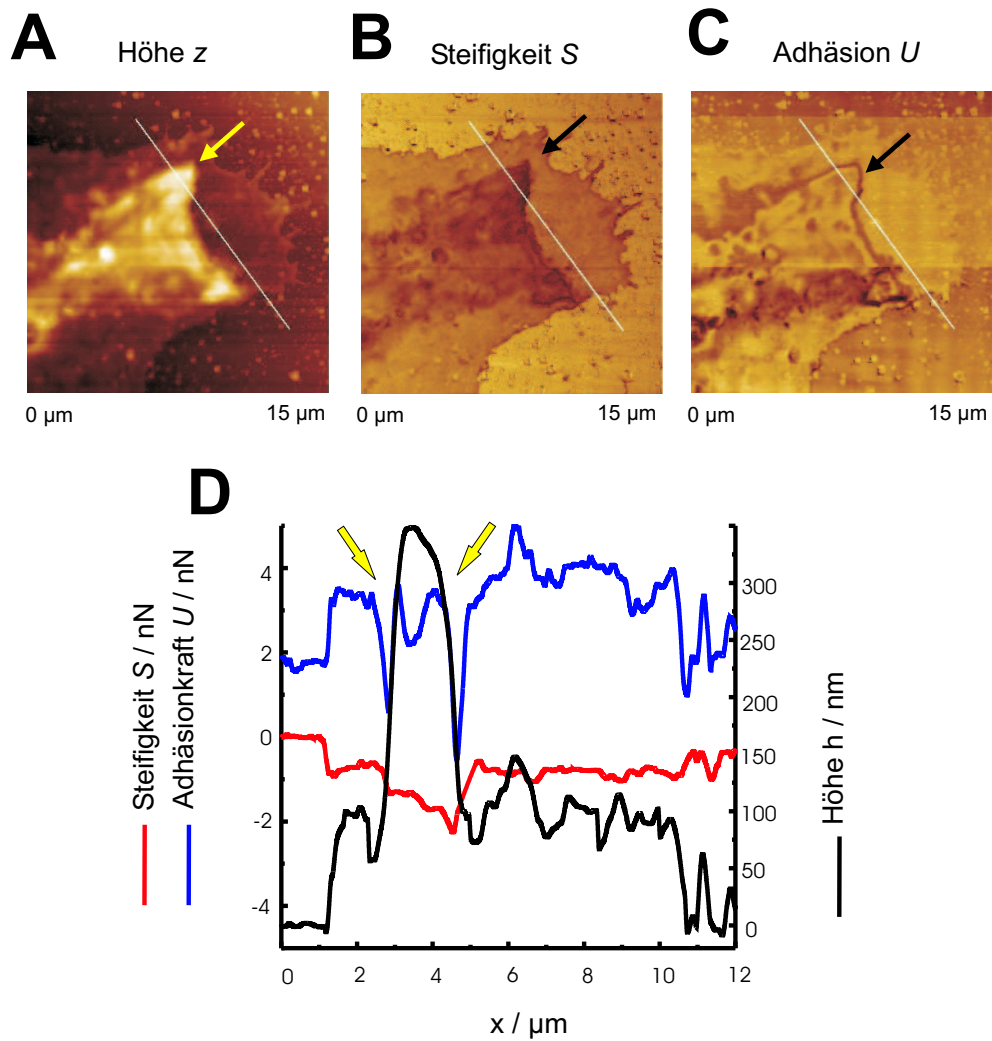 A
Höhe z
B
Steifigkeit S
C
Adhäsion U
0 µm
15 µm
0 µm
15 µm
0 µm
15 µm
D
Steifigkeit S / nN
Adhäsionkraft U / nN
4
2
0
-2
-4
300
250
200
150
100
50
0
Höhe h / nm
0
2
4
6
8
10
12
x / µm